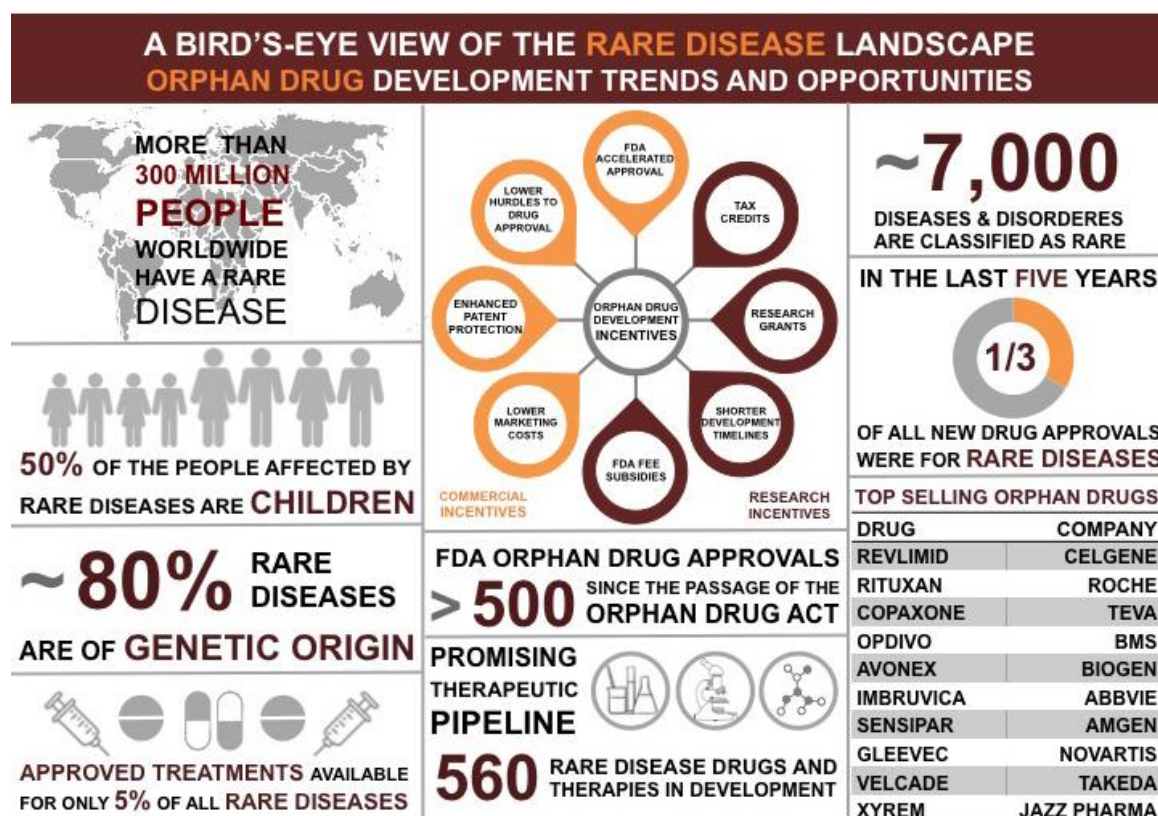 A BIRD'S-EYE VIEW OF THE RARE DISEASE LANDSCAPE
ORPHAN DRUG DEVELOPMENT TRENDS AND OPPORTUNITIES
MORE THAN
300 MILLION
PEOPLE
WORLDWIDE
HAVE A RARE
DISEASE
50% OF THE PEOPLE AFFECTED BY
RARE DISEASES ARE CHILDREN
~ 80% RARE
DISEASES
ARE OF GENETIC ORIGIN
APPROVED TREATMENTS AVAILABLE
FOR ONLY 5% OF ALL RARE DISEASES
FDA
ACCELERATED
APPROVAL
TAX
CREDITS
RESEARCH
GRANTS
SHORTER
DEVELOPMENT
TIMELINES
FDA FEE
SUBSIDIES
LOWER
MARKETING
COSTS
ENHANCED
PATENT
PROTECTION
LOWER
HURDLES TO
DRUG
APPROVAL
ORPHAN DRUG
DEVELOPMENT
INCENTIVES
COMMERCIAL
INCENTIVES
RESEARCH
INCENTIVES
FDA ORPHAN DRUG APPROVALS
> 500 SINCE THE PASSAGE OF THE
ORPHAN DRUG ACT
PROMISING
THERAPEUTIC
PIPELINE
560 RARE DISEASE DRUGS AND
THERAPIES IN DEVELOPMENT
~7,000
DISEASES & DISORDERES
ARE CLASSIFIED AS RARE
IN THE LAST FIVE YEARS
1/3
OF ALL NEW DRUG APPROVALS
WERE FOR RARE DISEASES
TOP SELLING ORPHAN DRUGS
DRUG COMPANY
REVLIMID CELGENE
RITUXAN ROCHE
COPAXONE TEVA
OPDIVO BMS
AVONEX BIOGEN
IMBRUVICA ABBVIE
SENSIPAR AMGEN
GLEEVEC NOVARTIS
VELCADE TAKEDA
XYREM JAZZ PHARMA